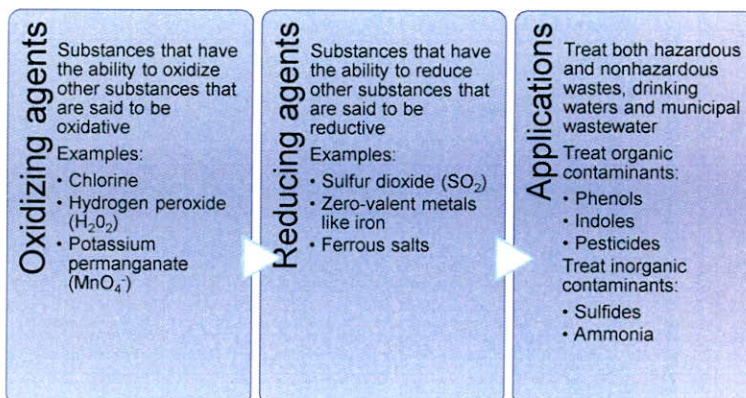 Oxidizing agents
Substances that have
the ability to oxidize
other substances that
are said to be
oxidative
Examples:
• Chlorine
• Hydrogen peroxide
(H₂0₂)
• Potassium
permanganate
(MnO₄⁻)
Reducing agents
Substances that have
the ability to reduce
other substances that
are said to be
reductive
Examples:
• Sulfur dioxide (SO₂)
• Zero-valent metals
like iron
• Ferrous salts
Applications
Treat both hazardous
and nonhazardous
wastes, drinking
waters and municipal
wastewater
Treat organic
contaminants:
• Phenols
• Indoles
• Pesticides
Treat inorganic
contaminants:
• Sulfides
• Ammonia